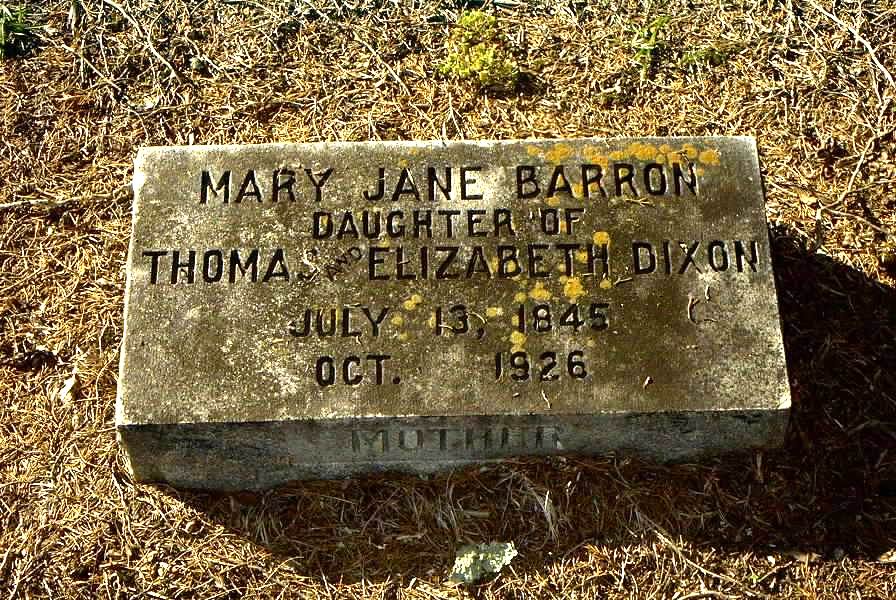 MARY JANE BARRON
DAUGHTER OF
THOMAS AND ELIZABETH DIXON
JULY 13, 1845
OCT. 1926
MOTHER